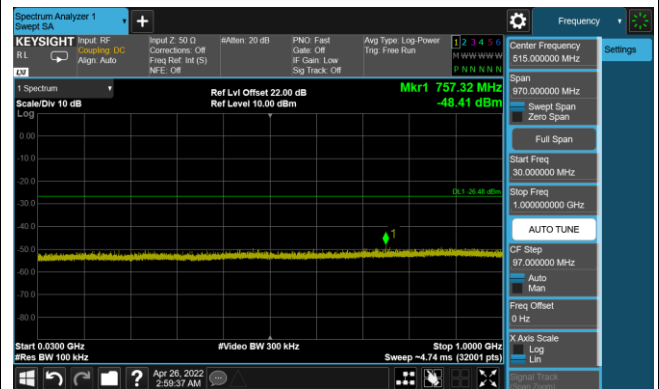 Spectrum Analyzer 1
Swept SA
Frequency
KEYSIGHT
Input: RF
Coupling: DC
Align: Auto
Input Z: 50 Ω
Corrections: Off
Freq Ref: Int (S)
NFE: Off
#Atten: 20 dB
PNO: Fast
Gate: Off
IF Gain: Low
Sig Track: Off
Avg Type: Log-Power
Trig: Free Run
1 2 3 4 5 6
M W W W W W
P N N N N N
RL
LXI
Center Frequency
515.000000 MHz
Settings
1 Spectrum
Scale/Div 10 dB
Log
Ref Lvl Offset 22.00 dB
Ref Level 10.00 dBm
Mkr1 757.32 MHz
-48.41 dBm
0.00
-10.0
-20.0
-30.0
-40.0
-50.0
-60.0
-70.0
-80.0
DL1 -26.48 dBm
1
Start 0.0300 GHz
#Res BW 100 kHz
#Video BW 300 kHz
Stop 1.0000 GHz
Sweep ~4.74 ms (32001 pts)
Span
970.000000 MHz
Swept Span
Zero Span
Full Span
Start Freq
30.000000 MHz
Stop Freq
1.000000000 GHz
AUTO TUNE
CF Step
97.000000 MHz
Auto
Man
Freq Offset
0 Hz
X Axis Scale
Log
Lin
Signal Track
(Span Zoom)
?
Apr 26, 2022
2:59:37 AM